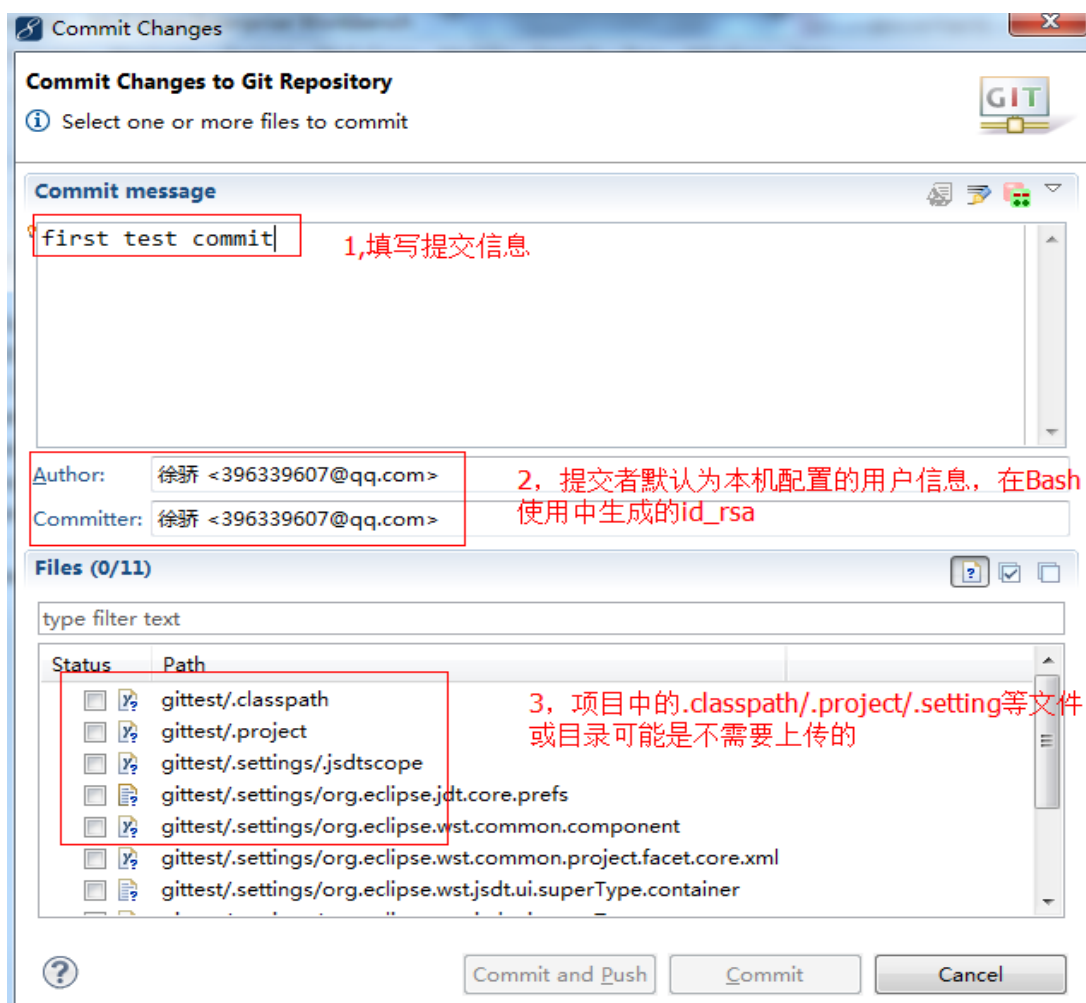 Commit Changes
Commit Changes to Git Repository
GIT
Select one or more files to commit
Commit message
first test commit
1,填写提交信息
Author: 徐骄 <396339607@qq.com>
Committer: 徐骄 <396339607@qq.com>
2，提交者默认为本机配置的用户信息，在Bash
使用中生成的id_rsa
Files (0/11)
type filter text
Status Path
gittest/.classpath
gittest/.project
gittest/.settings/.jsdtscope
gittest/.settings/org.eclipse.jdt.core.prefs
gittest/.settings/org.eclipse.wst.common.component
gittest/.settings/org.eclipse.wst.common.project.facet.core.xml
gittest/.settings/org.eclipse.wst.jsdt.ui.superType.container
3，项目中的.classpath/.project/.setting等文件
或目录可能是不需要上传的
Commit and Push
Commit
Cancel